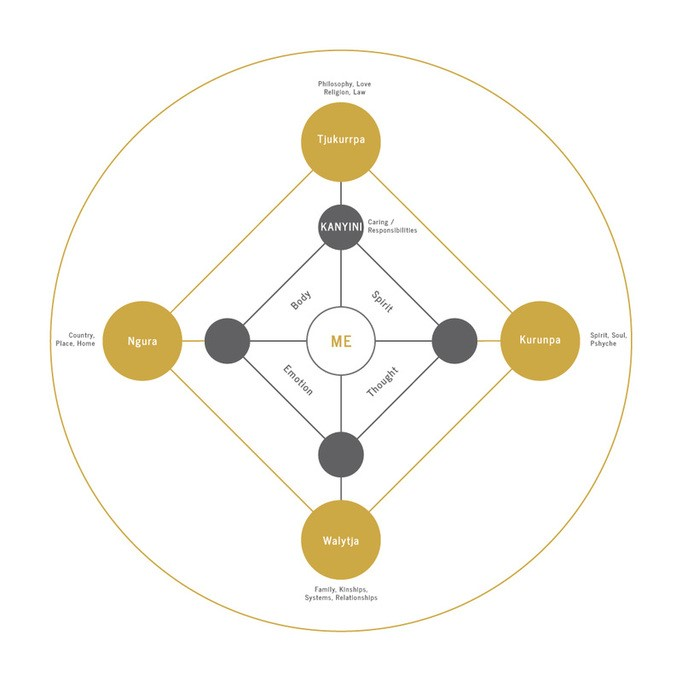 Philosophy, Love
Religion, Law
Tjukurrpa
KANYINI
Caring /
Responsibilities
Body
Spirit
Country,
Place, Home
Ngura
ME
Kurunpa
Spirit, Soul,
Pshyche
Emotion
Thought
Walytja
Family, Kinships,
Systems, Relationships